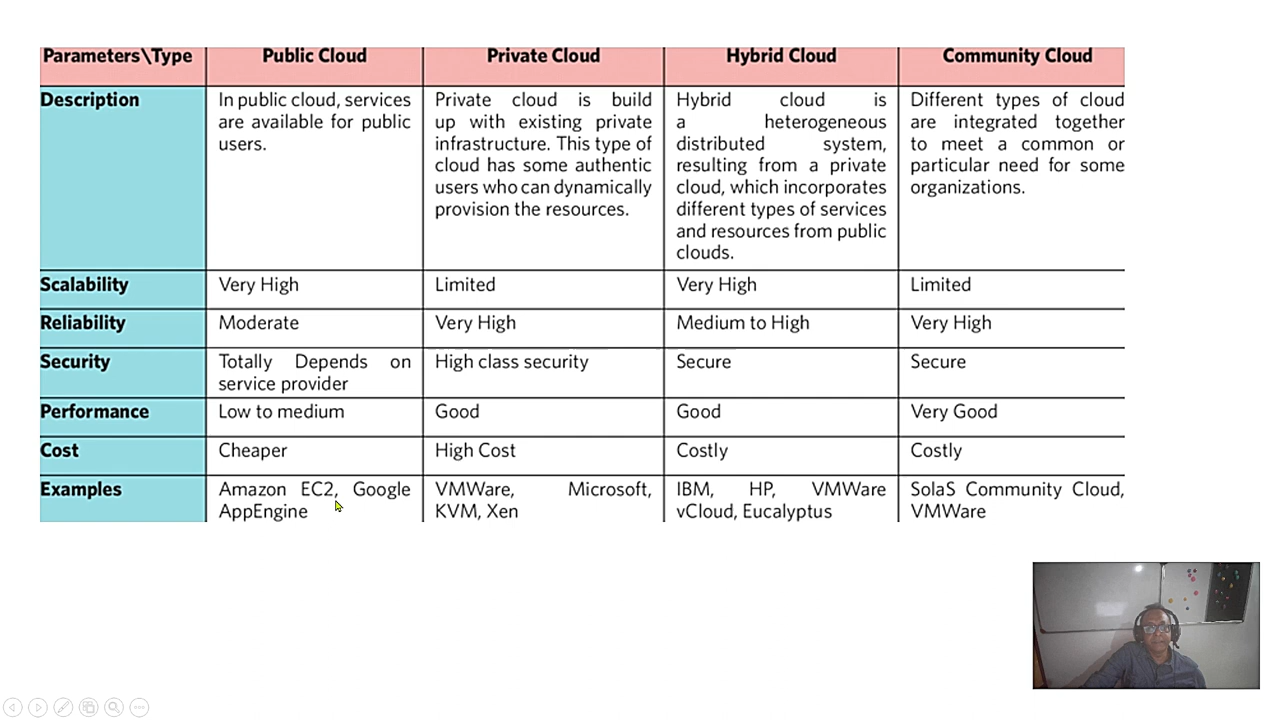 Parameters\Type Public Cloud Private Cloud Hybrid Cloud Community Cloud
Description
In public cloud, services
are available for public
users.
Private cloud is build
up with existing private
infrastructure. This type of
cloud has some authentic
users who can dynamically
provision the resources.
Hybrid cloud is
a heterogeneous
distributed system,
resulting from a private
cloud, which incorporates
different types of services
and resources from public
clouds.
Different types of cloud
are integrated together
to meet a common or
particular need for some
organizations.
Scalability Very High Limited Very High Limited
Reliability Moderate Very High Medium to High Very High
Security
Totally Depends on
service provider
High class security
Secure
Secure
Performance Low to medium Good Good Very Good
Cost Cheaper High Cost Costly Costly
Examples
Amazon EC2, Google
AppEngine
VMWare, Microsoft,
KVM, Xen
IBM, HP, VMWare
vCloud, Eucalyptus
SolaS Community Cloud,
VMWare